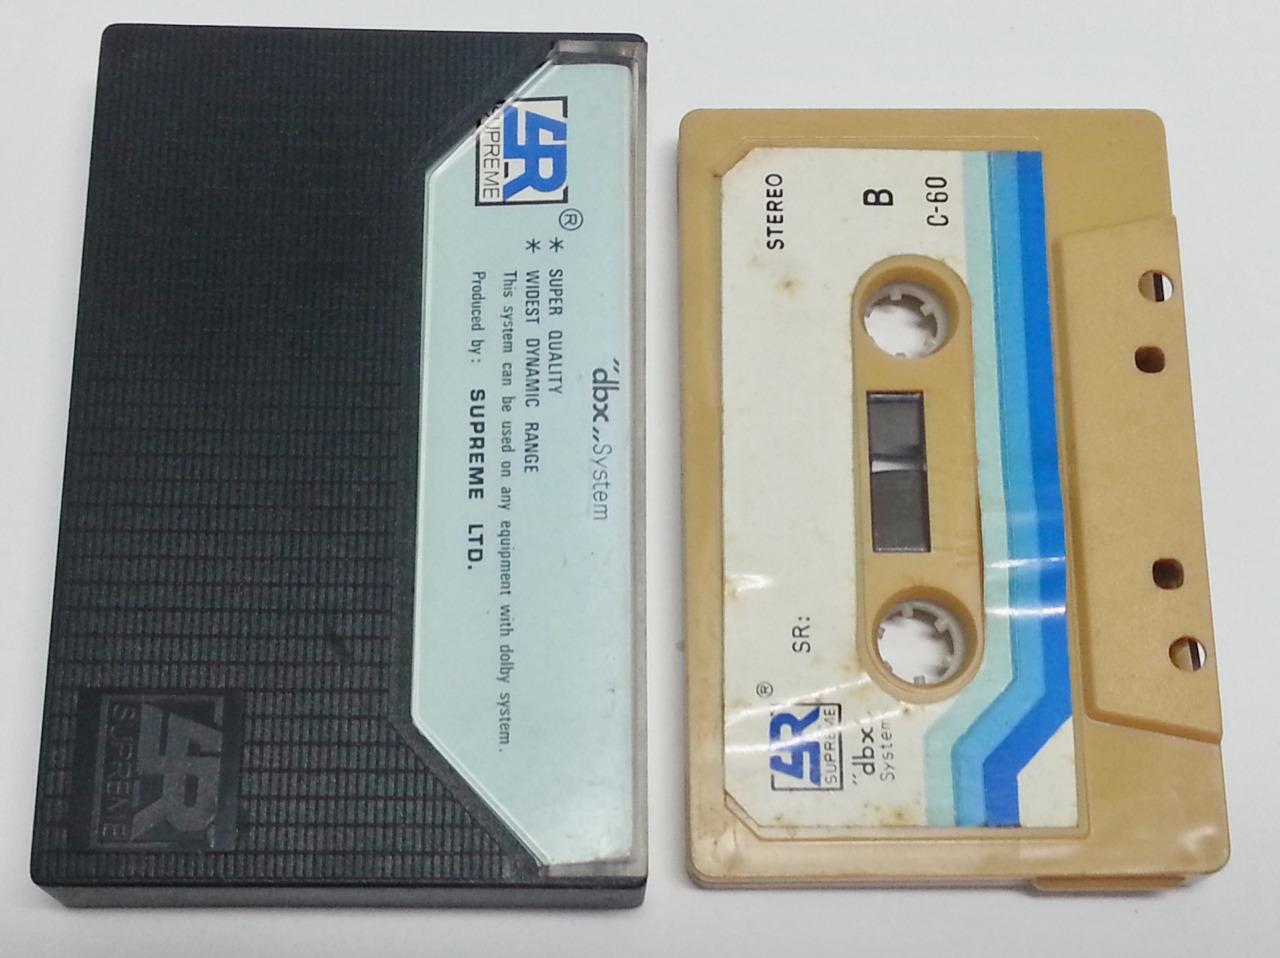 SR
SUPREME
®
"dbx„ System
* SUPER QUALITY
* WIDEST DYNAMIC RANGE
This system can be used on any equipment with dolby system.
Produced by: SUPREME LTD.
SR
SUPREME
STEREO
B
C-60
SR:
SR
SUPREME
®
"dbx
System